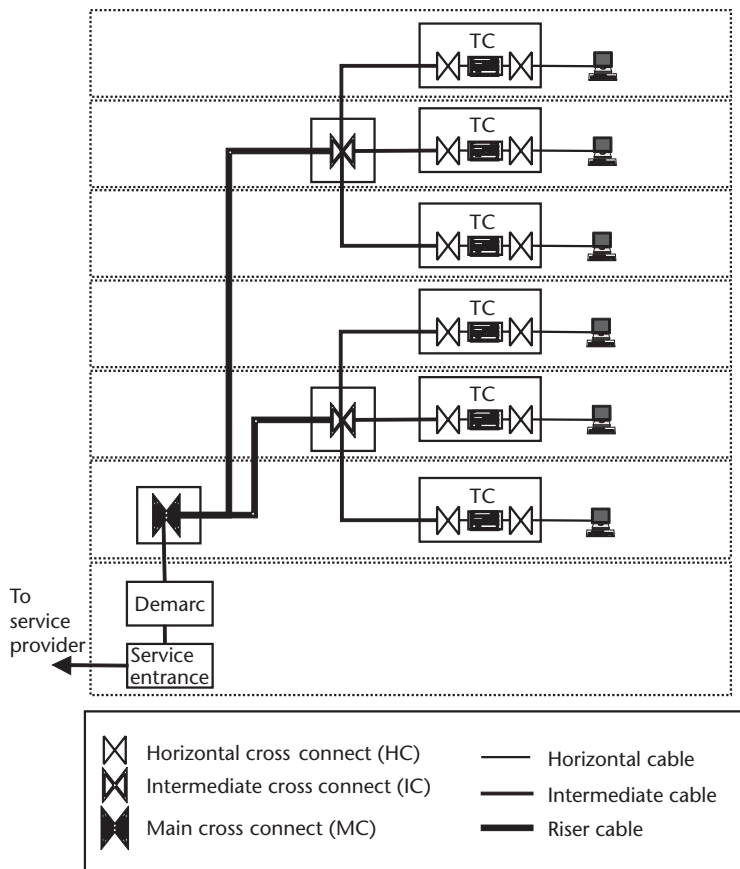 TC
TC
TC
TC
TC
TC
To
service
provider
Demarc
Service
entrance
Horizontal cross connect (HC)
Intermediate cross connect (IC)
Main cross connect (MC)
Horizontal cable
Intermediate cable
Riser cable